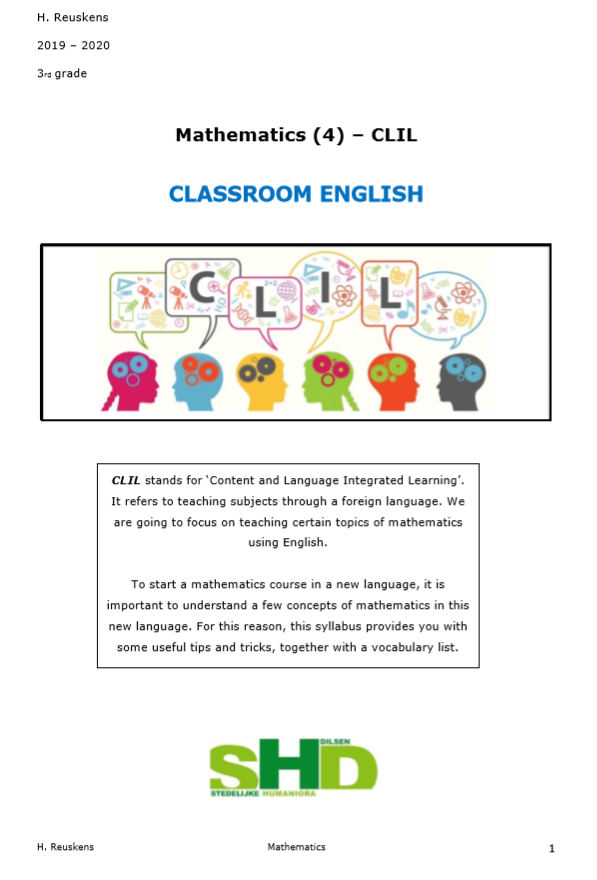 H. Reuskens
2019 – 2020
3rd grade
Mathematics (4) – CLIL
CLASSROOM ENGLISH
C L I L
2+2
H₂O
CLIL stands for ‘Content and Language Integrated Learning’.
It refers to teaching subjects through a foreign language. We
are going to focus on teaching certain topics of mathematics
using English.
To start a mathematics course in a new language, it is
important to understand a few concepts of mathematics in this
new language. For this reason, this syllabus provides you with
some useful tips and tricks, together with a vocabulary list.
DILSEN
SHD
STEDELIJKE HUMANIORA
H. Reuskens Mathematics 1